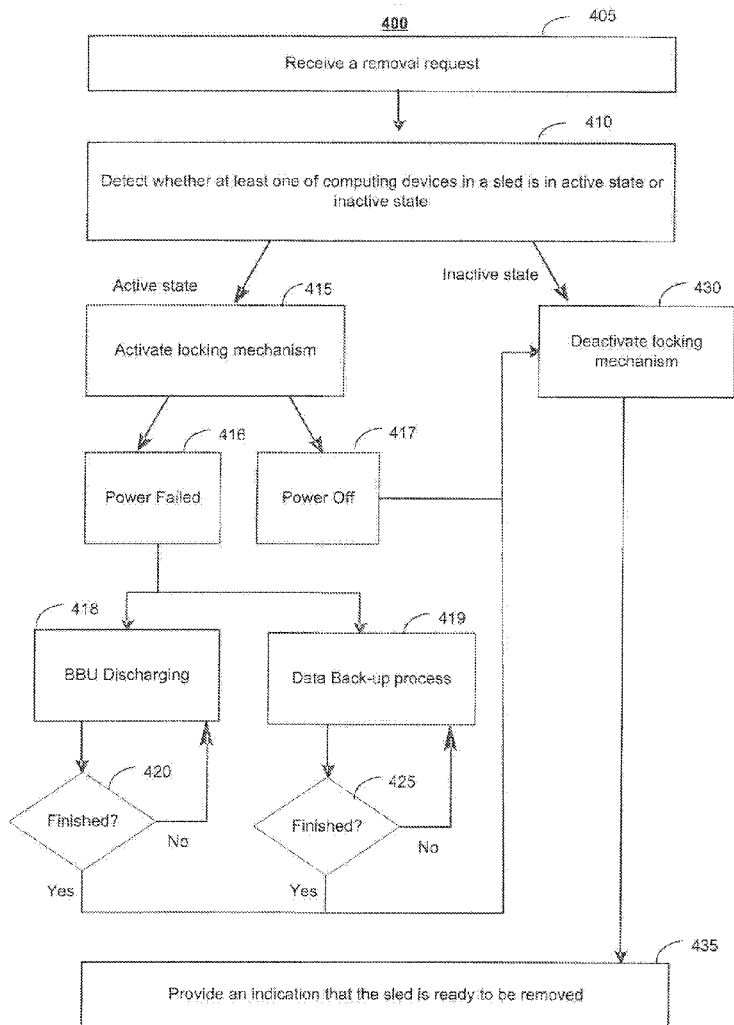 400
405
Receive a removal request
410
Detect whether at least one of computing devices in a sled is in active state or
inactive state
Active state
Inactive state
415
430
Activate locking mechanism
Deactivate locking
mechanism
416
417
Power Failed
Power Off
418
419
BBU Discharging
Data Back-up process
420
425
Finished?
No
Finished?
No
Yes
Yes
435
Provide an indication that the sled is ready to be removed